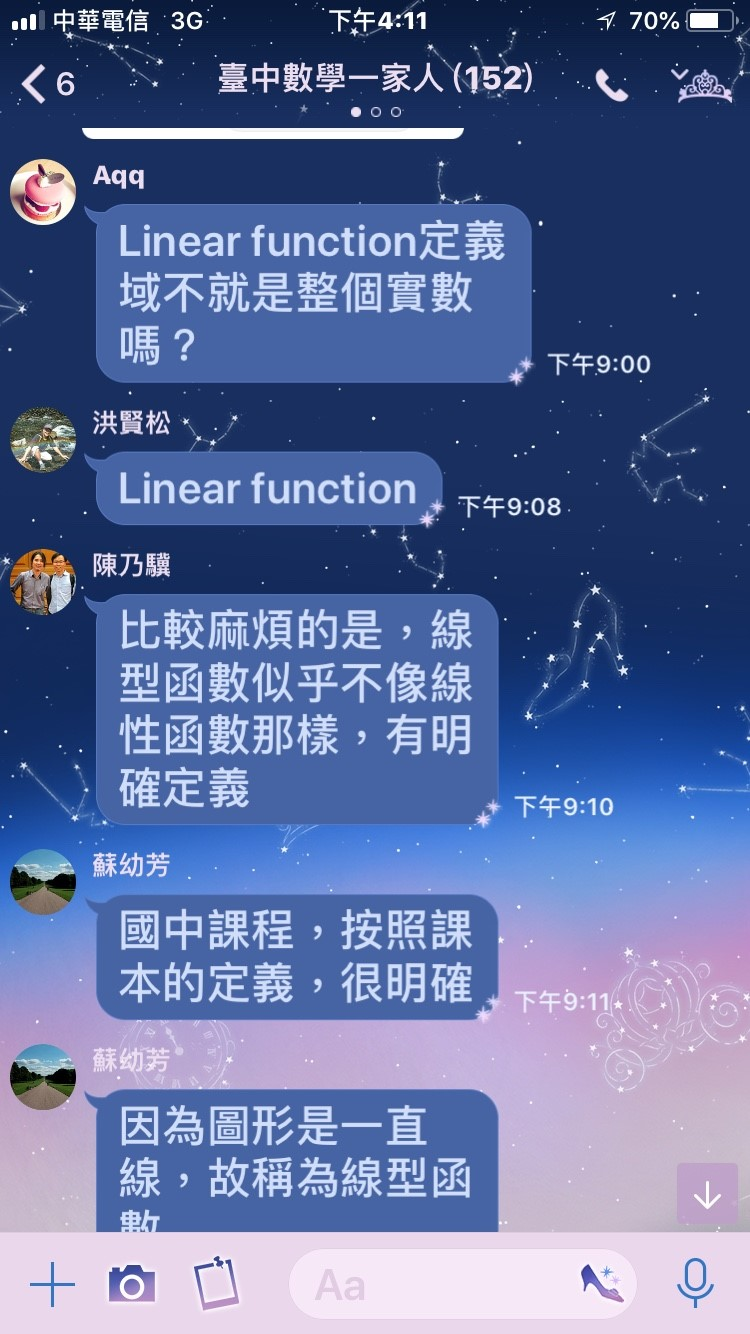 中華電信 3G 下午4:11 70%
6 臺中數學一家人(152)
Aqq
Linear function定義
域不就是整個實數
嗎？
下午9:00
洪賢松
Linear function
下午9:08
陳乃驥
比較麻煩的是，線
型函數似乎不像線
性函數那樣，有明
確定義
下午9:10
蘇幼芳
國中課程，按照課
本的定義，很明確
下午9:11
蘇幼芳
因為圖形是一直
線，故稱為線型函
數
Aa